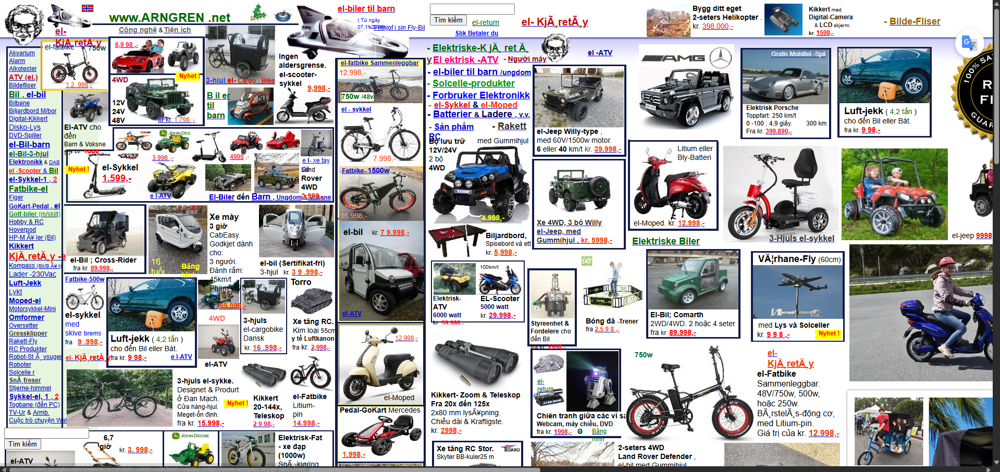 el-biler til barn
( Từ ngày
Frithjof i sin Fly-Bil
www.ARNGREN .net
Công nghệ & Tiện ích
el-
KjÃ¸retÃ¸y
Tìm kiếm
el-return
Slik Betaler du
el- KjÃ¸retÃ¸y
Bygg ditt eget
2-seters Helikopter .
kr. 398.000,-
Kikkert med
Digital-Camera
& LCD skjerm.
kr. 1598,-
- Bilde-Fliser
el-fatbike
750w
1 2 .998,-
6,9 98 ,-
Nyhet !
4WD
12V
24V
48V
từ kr. 1.798 ,-
3-hjul el- Cargo - Bike
Ingen
aldersgrense.
el-scooter-
sykkel
9,998,-
B il er
til
barn
el-fatbike Sammenleggbar
12.998,-
750w /48v
el - sykkel
7.998,-
Fatbike- 1500w
16.998,-
el-bil kr. 7 9.998,-
el-ATV
12.998,-
el-Moped
Pedal-GoKart Mercedes
1.998,-
Akvarium
Alarm
Alkotester
ATV (el.)
Bildefliser
Bil , el-bil
Bilbane
Biljardbord M/bor
Digital-Kikkert
Disko-Lys
DVD-Spiller
el-Bil-barn
el-Bil-3-hjul
Elektronikk & DAB
el -Scooter & Bil
el-Sykkel-1 , 2
Fatbike-el
Figer
GoKart-Pedal , el
Golf-biler (m/skilt)
Hobby & RC
Hoverpod
HP-M Ã¥ ler (Bil)
Kikkert
KjÃ¸retÃ¸y -e
Kompass (Bil/B Ã¥ t)
Lader -230Vac
Luft-Jekk
Lykt
Moped-el
Motorsykkel-Mini
Omformer
Oversetter
Gressklipper
Rakett-Fly
RC Produkter
Robot-St Ã¸ vsuger
Roboter
Solcelle r
SnÃ¸freser
Stjerne-himmel
Sykkel-el, 1 , 2
Togbane (đến PC)
TV-Ur & Armb.
Cuộc trò chuyện Wal
Tìm kiếm
El-ATV cho
đến
Barn & Voksne.
1000W
JOHN DEERE
3.998 ,-
4998 ,-
e l- xe tay
ga
EVO
Nyhet !
el-Sykkel
1.599,-
e l-ATV
Land
Rover
4WD
3.998,-
El-Biler đến Barn , Ungdom & Voksne
el-Bil ; Cross-Rider
fra kr. 89.998,-
16
tuổi
Băng
hình
Xe máy
3 giờ
CabEasy.
Godkjet dành
cho:
3 người.
Đánh rắm:
45km/t
Phạm vi 70
km
59.998,-
el-bil (Sertifikat-fri)
3-hjul kr. 3 9 .998,-
Fatbike-500w
el-sykkel
med
skive brems
fra 9 .998,-
el- KjÃ¸retÃ¸y
Luft-jekk ( 4,2 tấn )
cho đến Bil eller Båt.
fra kr. 9 98,-
e l-ATV
4WD
el-ATV
3-hjuls
el-cargobike
Dansk
kr. 16 .998,-
Torro
Xe tăng RC.
Kim loại 55cm
y tế Luftkanon
fra kr. 2,998,-
3-hjuls el-sykke.
Designet & Produrt
ở Đan Mạch.
Cửa hàng-hjul.
Meget-ổn định.
fra kr. 15.998,-
Nyhet !
Kikkert
20-144x,
Teleskop
2 9 98,-
el-Fatbike
Litium-
pin
14.998,-
el-ATV
6,7
giờ
kr. 3. 998,-
JOHN DEERE
Elektrisk-Fat
- xe đạp
(1000w)
SnÃ¸-kjøring
- Elektriske-K jÃ¸ ret Ã¸
y
El ektrisk -ATV
- Người máy
- el-biler til barn /ungdom
- Solcelle-produkter
- Forbruker Elektronikk
- el-Sykkel & el-Moped
- Batterier & Ladere , v.v.
- Sản phẩm
RC
- Rakett
el -ATV
Bộ lưu trữ
12V/24V
2 bộ
4WD
med Gummihjul
4.998,-
Biljardbord,
Spisebord và ett
kr. 5,998,-
m/Skilt
Elektrisk-
ATV
6000 watt
kr. 59.998,-
100km/t
EL-Scooter
5000 watt
kr. 29.998,-
Kikkert- Zoom & Teleskop
Fra 20x đến 125x
2x80 mm lysÃ¥pning.
Chiều dài & Kraftigste.
kr. 2998,-
Xe tăng RC Stor.
Skyter BB-kuler25 m
TORRO
el-Jeep Willy-type ,
med 60V/1500w motor.
6 eller 40 km/t kr. 39.998,-
Xe 4WD, 3 bộ Willy
el-Jeep, med
Gummihjul . kr. 5998,-
EXIT
Styreenhet &
Fordelere cho
đến Bil
fra kr. 2998,-
Bóng đá -Trener
fra 2.5 9 8 ,-
el-
return
STAR WARS
Chiến tranh giữa các vì sa
Webcam, máy chiếu, DVD
fra kr. 1998,-
Băng
hình
2-seters 4WD
Land Rover Defender ,
el-bil med Gummihjul
AMG
Gratis Mobiltel.-Spil
Elektrisk Porsche
Toppfart: 250 km/t
0 -100 : 4,9 giây. 300 km
Fra kr. 399.890,-
Luft-jekk ( 4,2 tấn )
cho đến Bil eller Båt.
fra kr. 9 98,-
Litium eller
Bly-Batteri
el-Moped. kr. 12.998,-
3-Hjuls el-sykkel
el-jeep 9998
Elektriske Biler
El-Bil; Comarth
2WD/4WD. 2 hoặc 4 seter
fra kr. 89.998,-
VÃ¦rhane-Fly (60cm)
med Lys và Solceller
kr. 9 9 8 ,-
Nyhet !
750w
el-
KjÃ¸retÃ¸y
el-Fatbike
Sammenleggbar.
48V/750w, 500w,
hoặc 250w.
BÃ¸rstelÃ¸s-động cơ,
med Litium-pin.
Giá trị của kr. 12.998,-